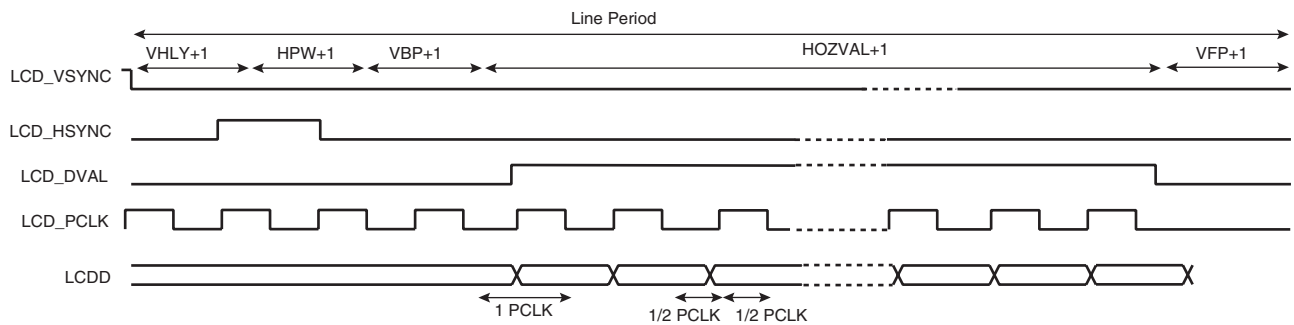 Line Period
VHLY+1 HPW+1 VBP+1 HOZVAL+1 VFP+1
LCD_VSYNC
LCD_HSYNC
LCD_DVAL
LCD_PCLK
LCDD
1 PCLK 1/2 PCLK 1/2 PCLK